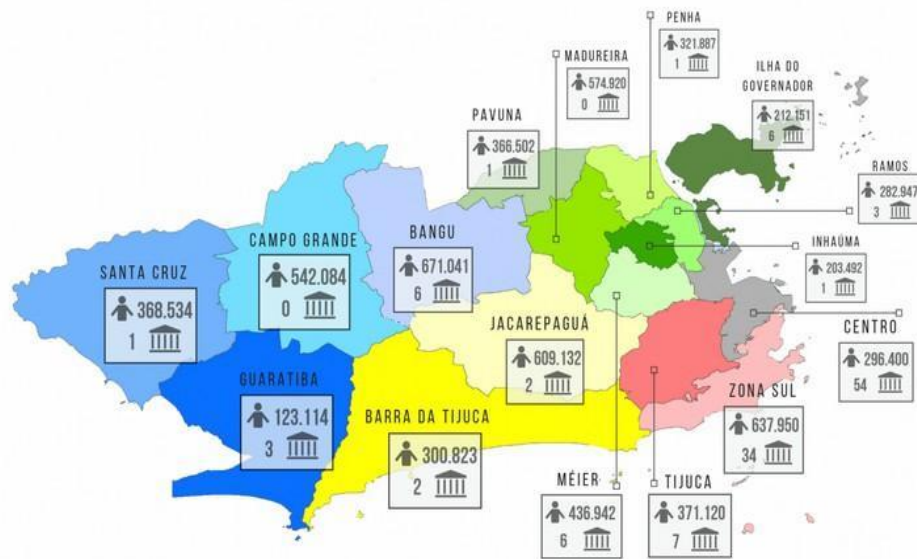 PENHA
321.887
1
MADUREIRA
574.920
0
ILHA DO
GOVERNADOR
212.151
6
PAVUNA
366.502
1
RAMOS
282.947
3
INHAÚMA
203.492
1
CAMPO GRANDE
542.084
0
BANGU
671.041
6
SANTA CRUZ
368.534
1
JACAREPAGUÁ
609.132
2
CENTRO
296.400
54
GUARATIBA
123.114
3
BARRA DA TIJUCA
300.823
2
ZONA SUL
637.950
34
MÉIER
436.942
6
TIJUCA
371.120
7